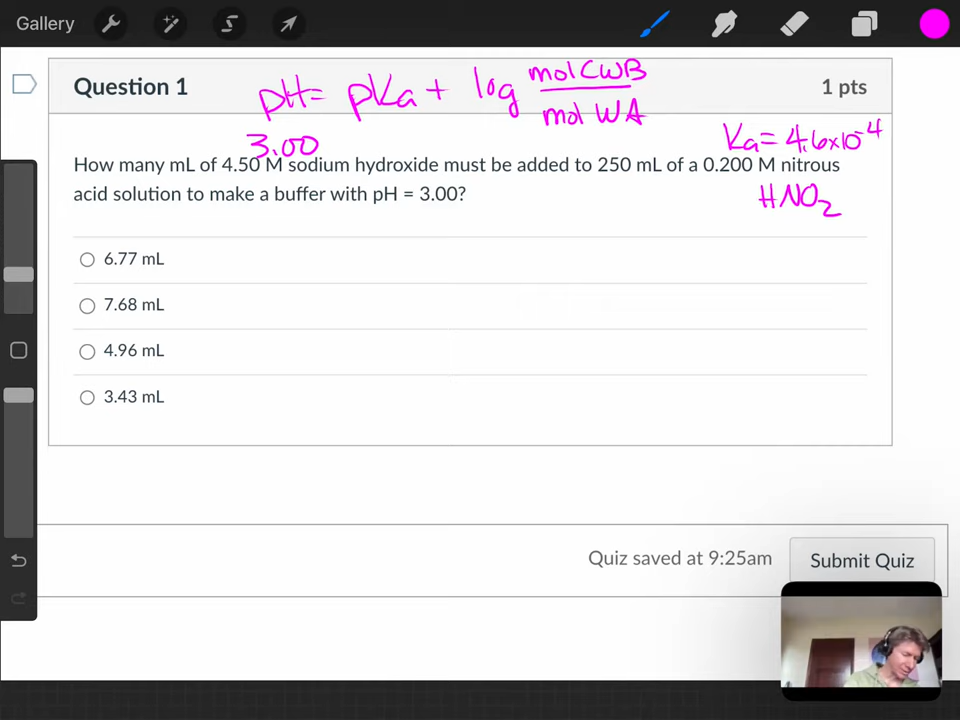 Gallery
Question 1
pH = pKa + log mol CWB / mol WA
1 pts
3.00
Ka = 4.6x10^-4
How many mL of 4.50 M sodium hydroxide must be added to 250 mL of a 0.200 M nitrous
acid solution to make a buffer with pH = 3.00?
HNO2
6.77 mL
7.68 mL
4.96 mL
3.43 mL
Quiz saved at 9:25am
Submit Quiz